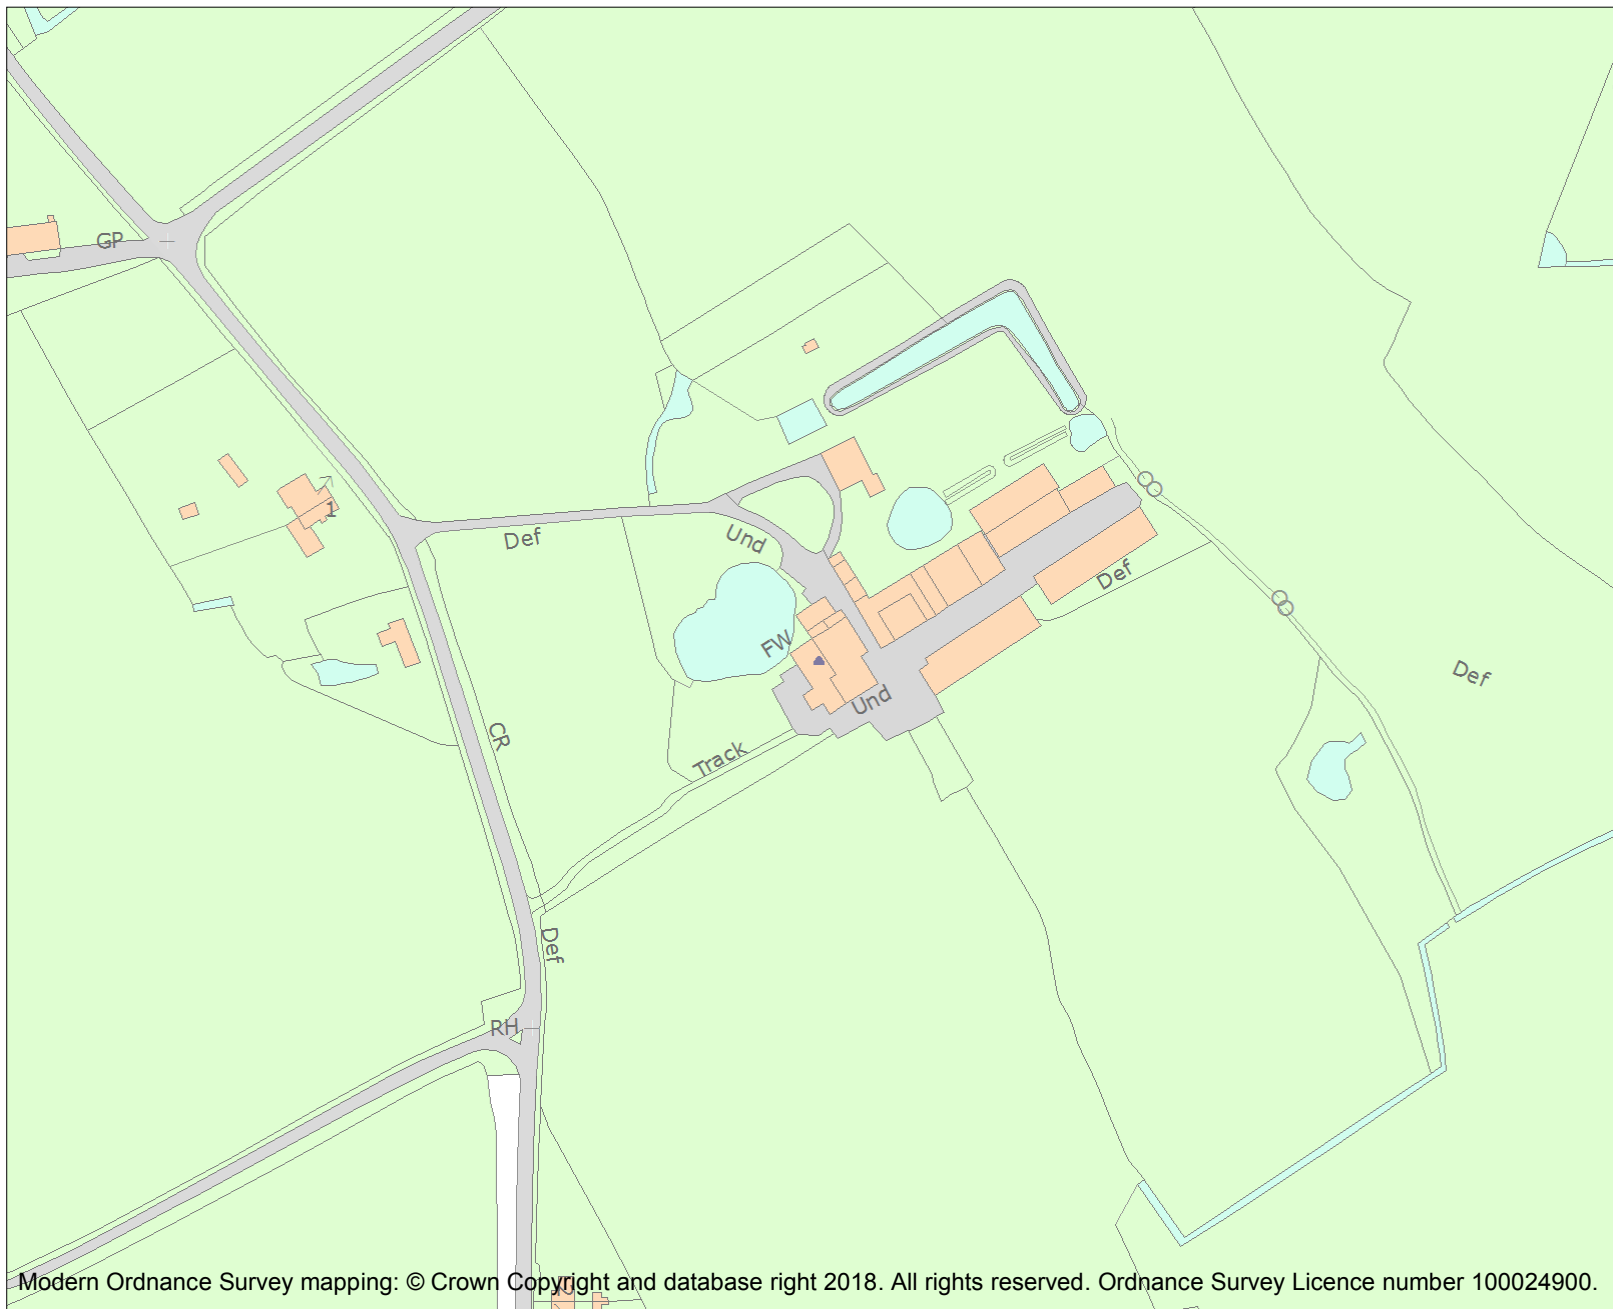 GP
1
Def
Und
Def
FW
Def
Und
CR
Track
Def
RH
Modern Ordnance Survey mapping: © Crown Copyright and database right 2018. All rights reserved. Ordnance Survey Licence number 100024900.